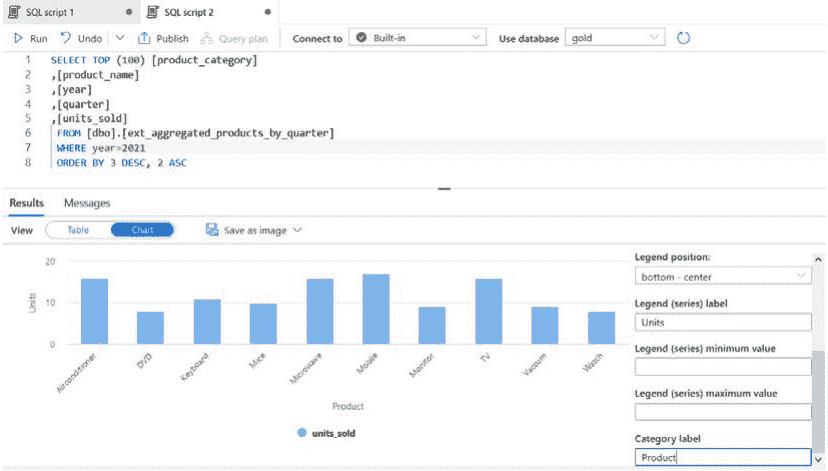 SQL script 1
SQL script 2
Run Undo Publish Query plan Connect to Built-in Use database gold
1 SELECT TOP (100) [product_category]
2 ,[product_name]
3 ,[year]
4 ,[quarter]
5 ,[units_sold]
6 FROM [dbo].[ext_aggregated_products_by_quarter]
7 WHERE year=2021
8 ORDER BY 3 DESC, 2 ASC
Results Messages
View Table Chart Save as image
20
10
0
Units
Airconditioner
DVD
Keyboard
Mice
Microwave
Mobile
Monitor
TV
Vacuum
Watch
Product
units_sold
Legend position:
bottom - center
Legend (series) label
Units
Legend (series) minimum value
Legend (series) maximum value
Category label
Product